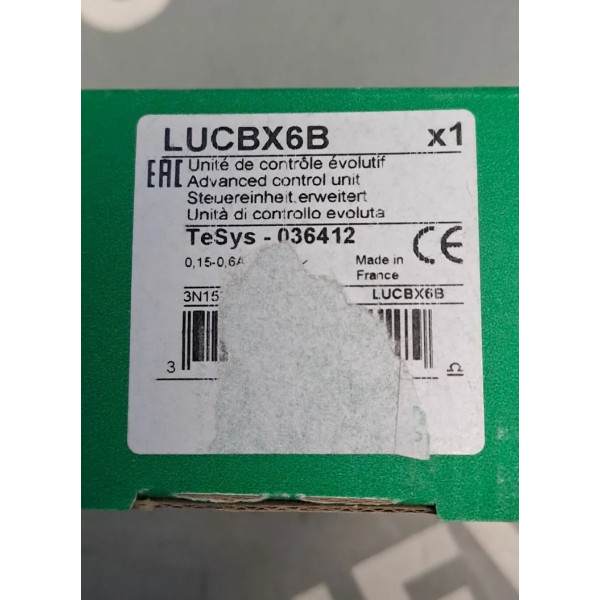 LUCBX6B x1
EAC Unité de contrôle évolutif
Advanced control unit
Steuereinheit erweitert
Unità di controllo evoluta
TeSys - 036412 CE
0,15-0,6A Made in
France
3N15 LUCBX6B
3